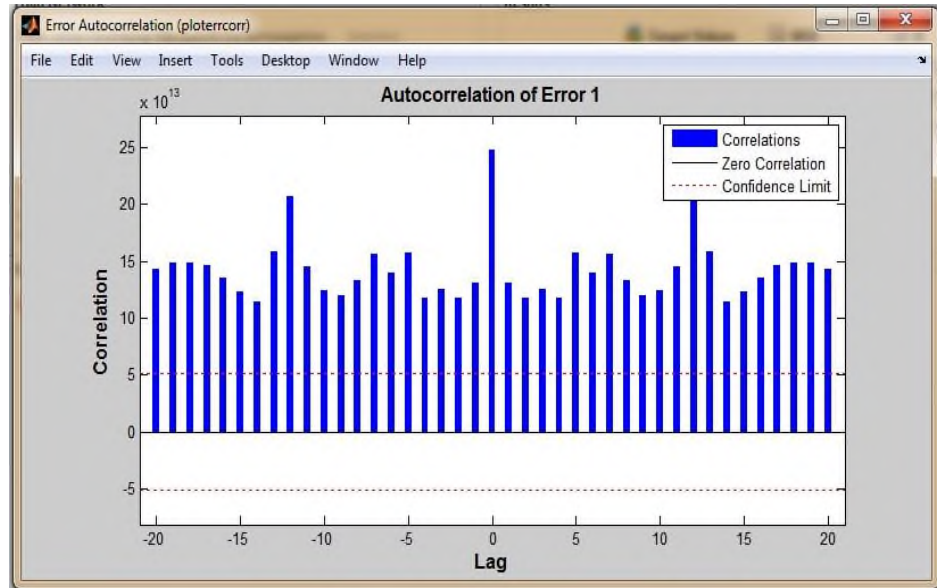 Error Autocorrelation (ploterrcorr)
File Edit View Insert Tools Desktop Window Help
x 10^13
Autocorrelation of Error 1
Correlations
Zero Correlation
Confidence Limit
25
20
15
10
5
0
-5
Correlation
-20 -15 -10 -5 0 5 10 15 20
Lag